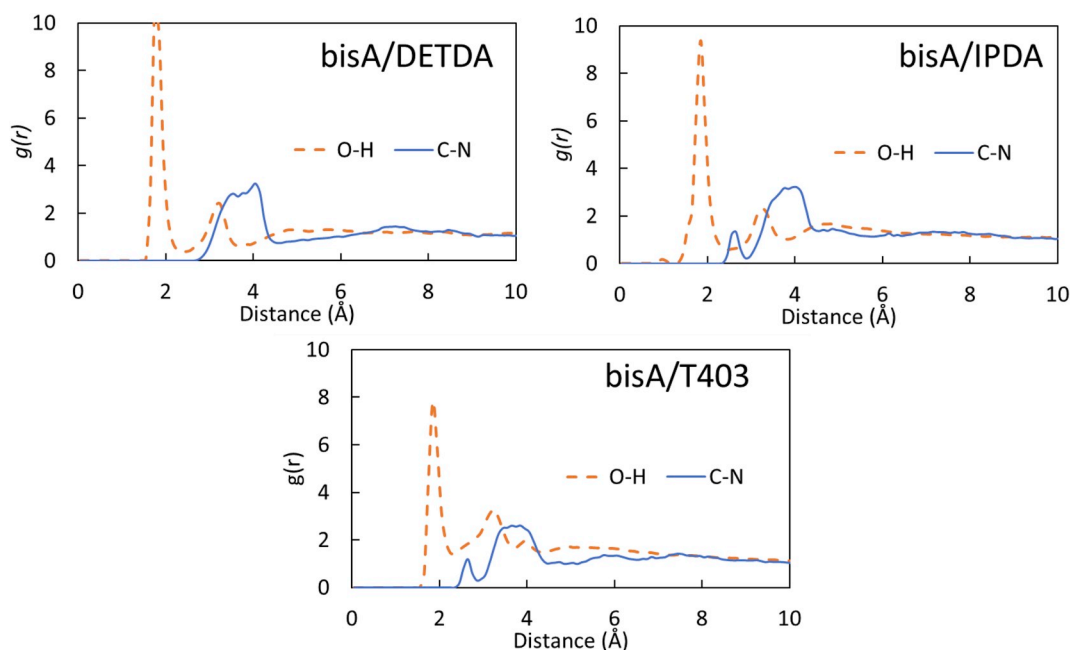 bisA/DETDA
10
8
6
4
2
0
g(r)
O-H
C-N
0 2 4 6 8 10
Distance (Å)
bisA/IPDA
10
8
6
4
2
0
g(r)
O-H
C-N
0 2 4 6 8 10
Distance (Å)
bisA/T403
10
8
6
4
2
0
g(r)
O-H
C-N
0 2 4 6 8 10
Distance (Å)